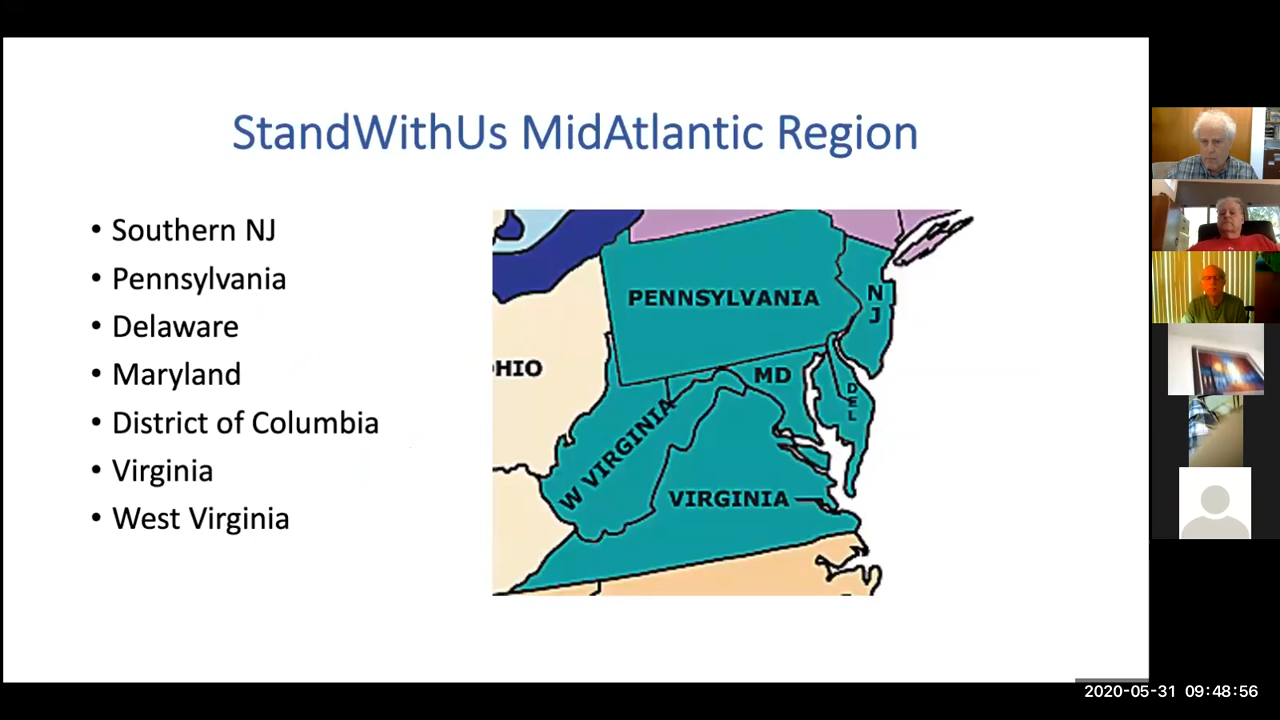 StandWithUs MidAtlantic Region
• Southern NJ
• Pennsylvania
• Delaware
• Maryland
• District of Columbia
• Virginia
• West Virginia
PENNSYLVANIA
N
J
HIO
MD
DEL
W VIRGINIA
VIRGINIA
2020-05-31 09:48:56